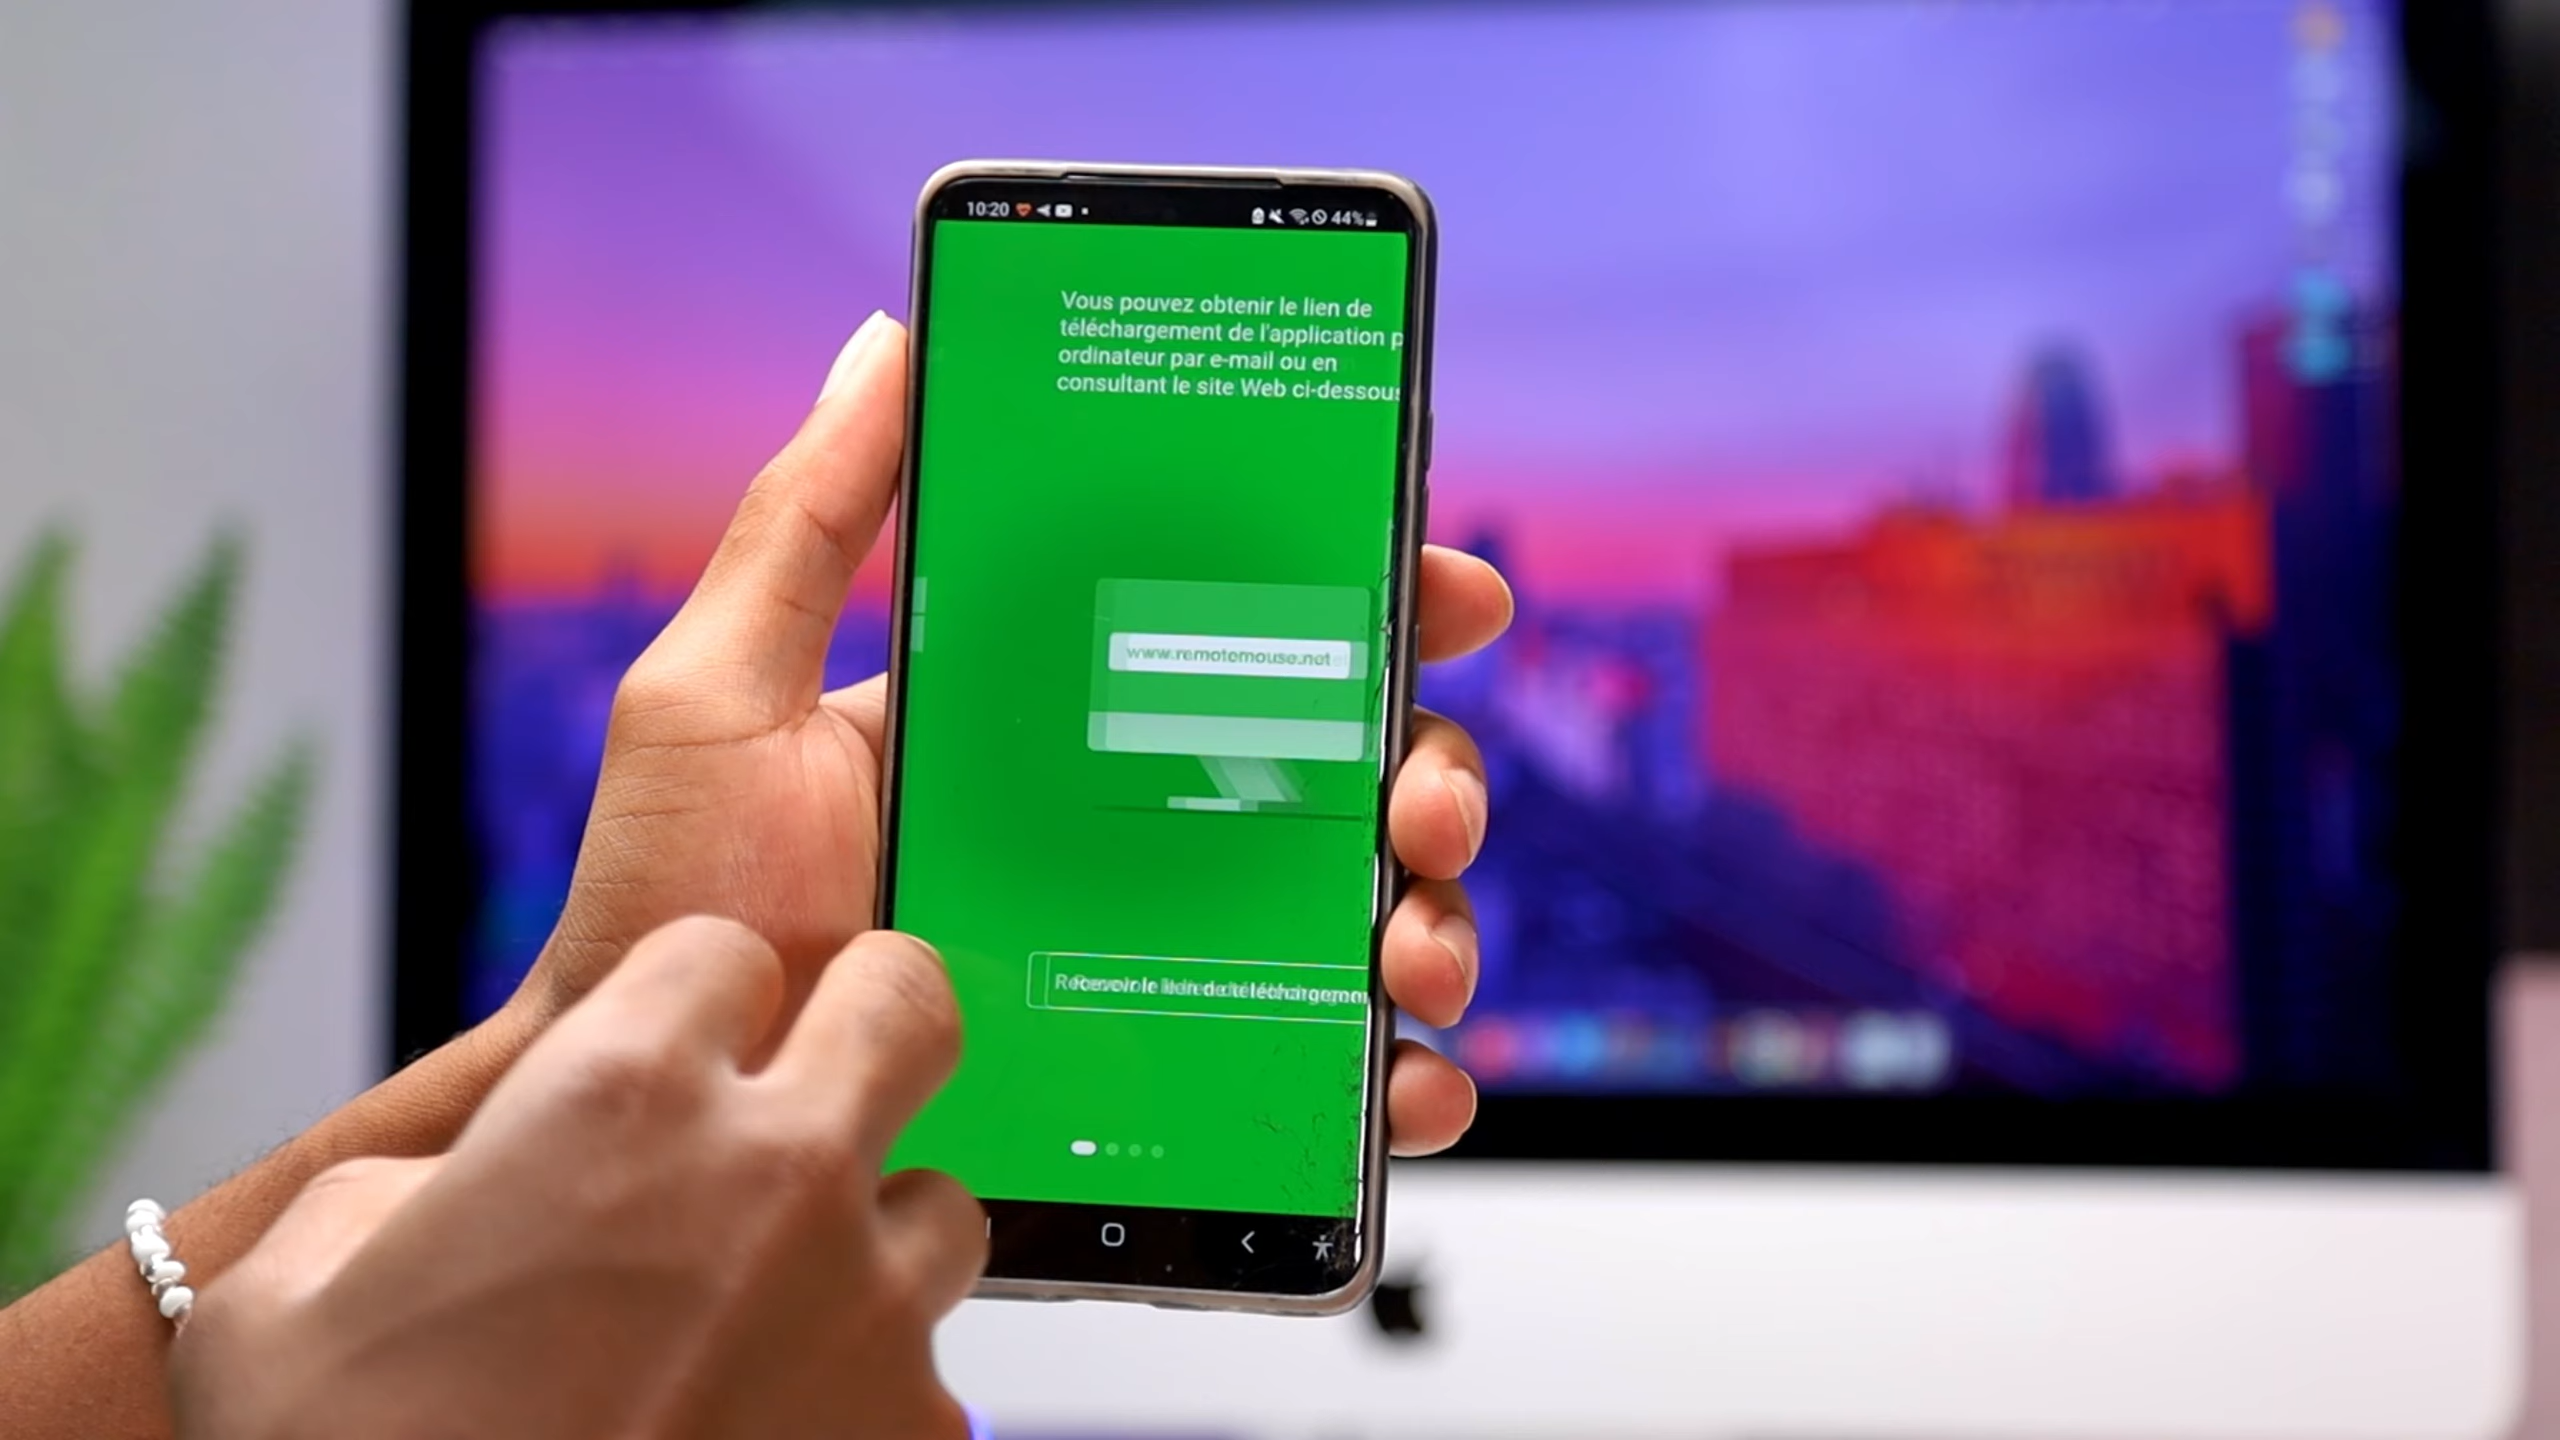 10:20
44%
Vous pouvez obtenir le lien de
téléchargement de l'application p
ordinateur par e-mail ou en
consultant le site Web ci-dessous
www.remotemouse.net
Recevoir le lien de téléchargemen